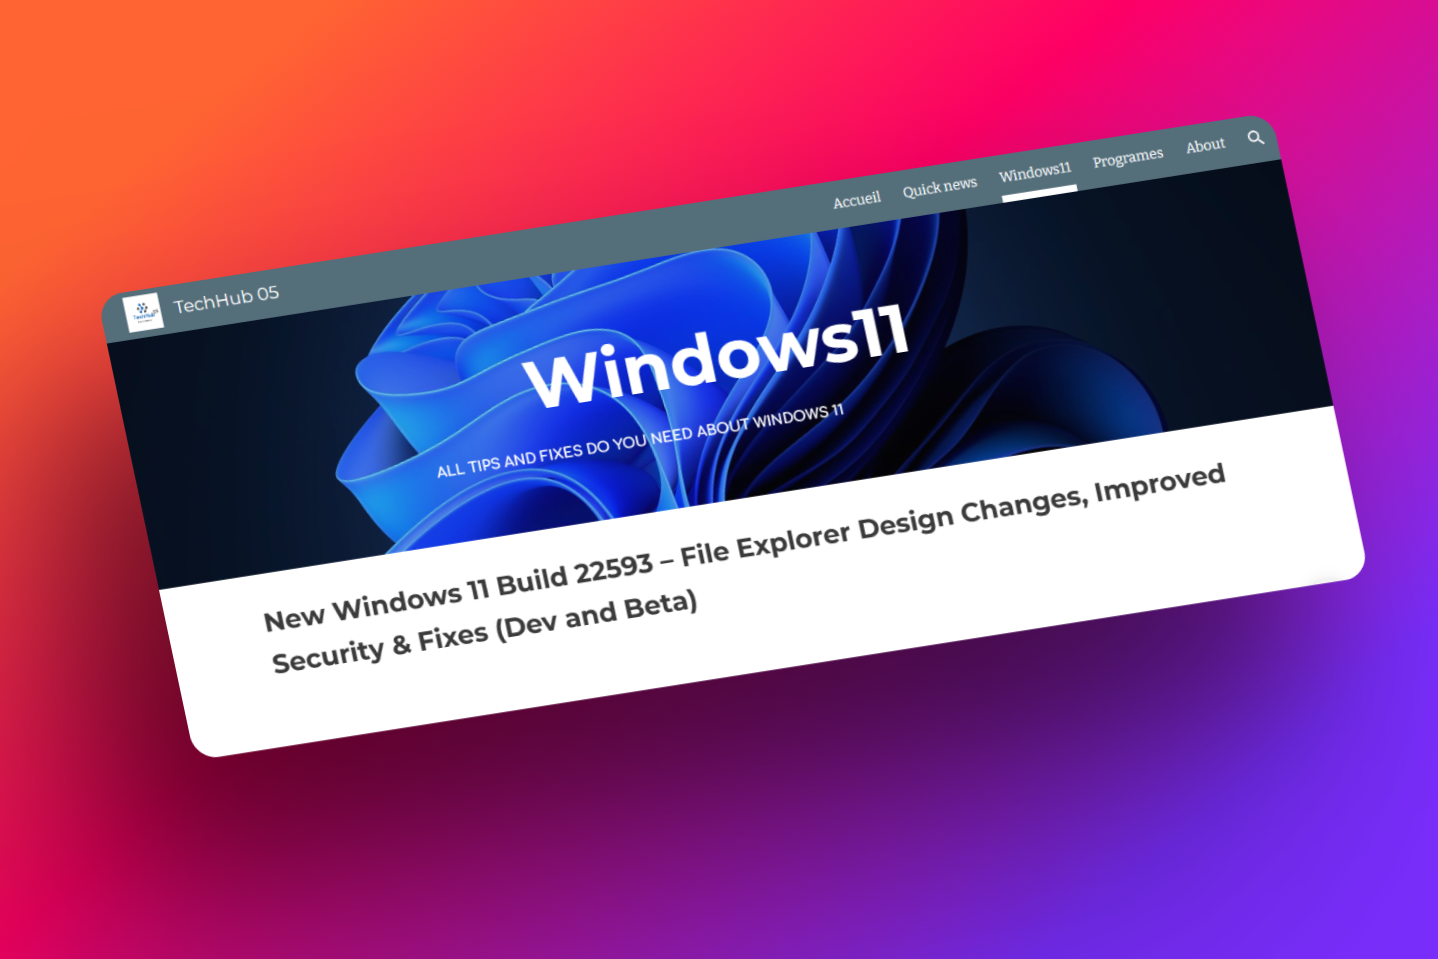 TechHub 05
Accueil
Quick news
Windows11
Programes
About
Windows11
ALL TIPS AND FIXES DO YOU NEED ABOUT WINDOWS 11
New Windows 11 Build 22593 – File Explorer Design Changes, Improved
Security & Fixes (Dev and Beta)